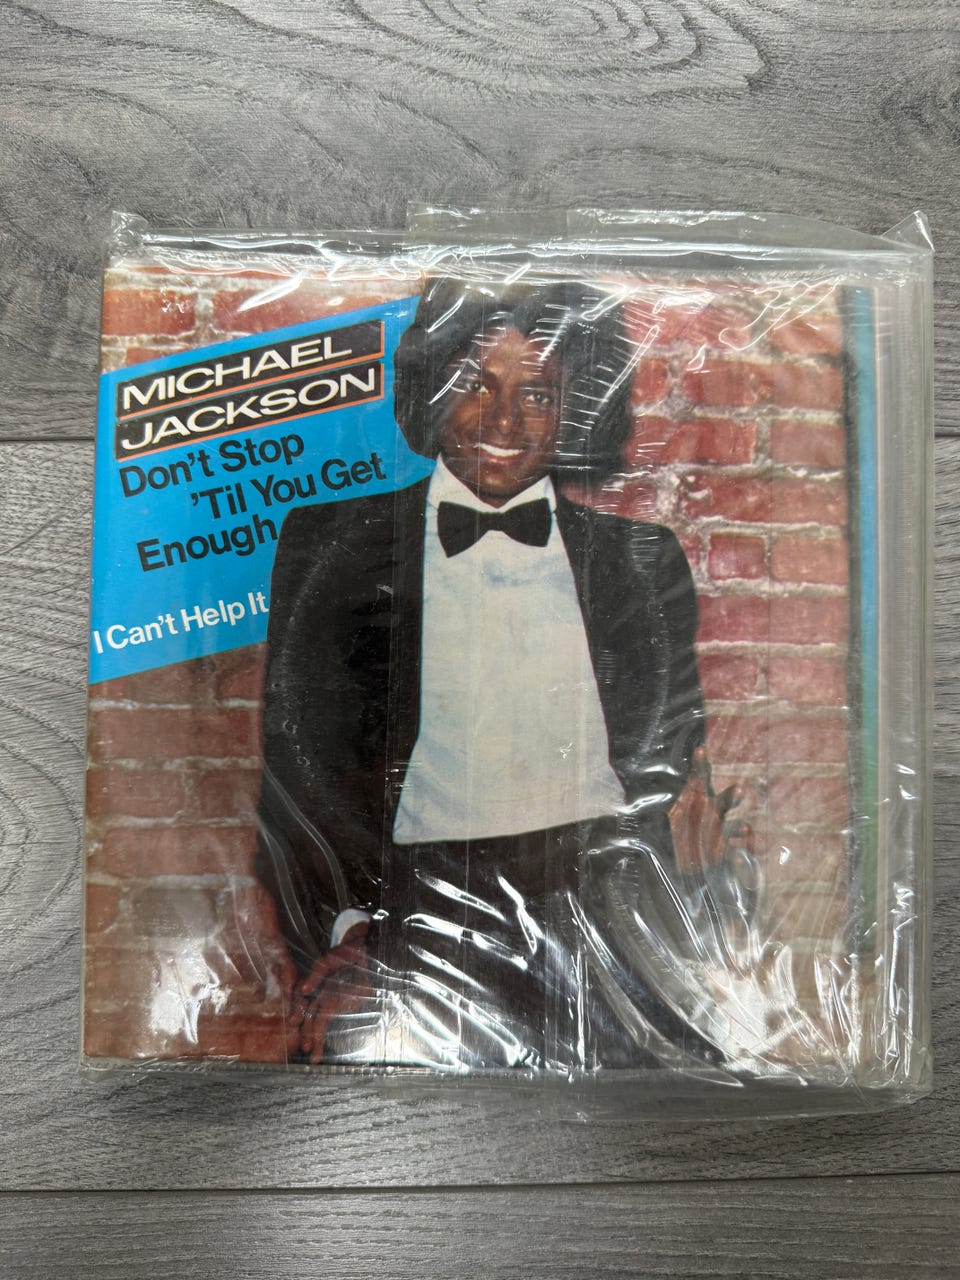 MICHAEL
JACKSON
Don't Stop
'Til You Get
Enough
I Can't Help It